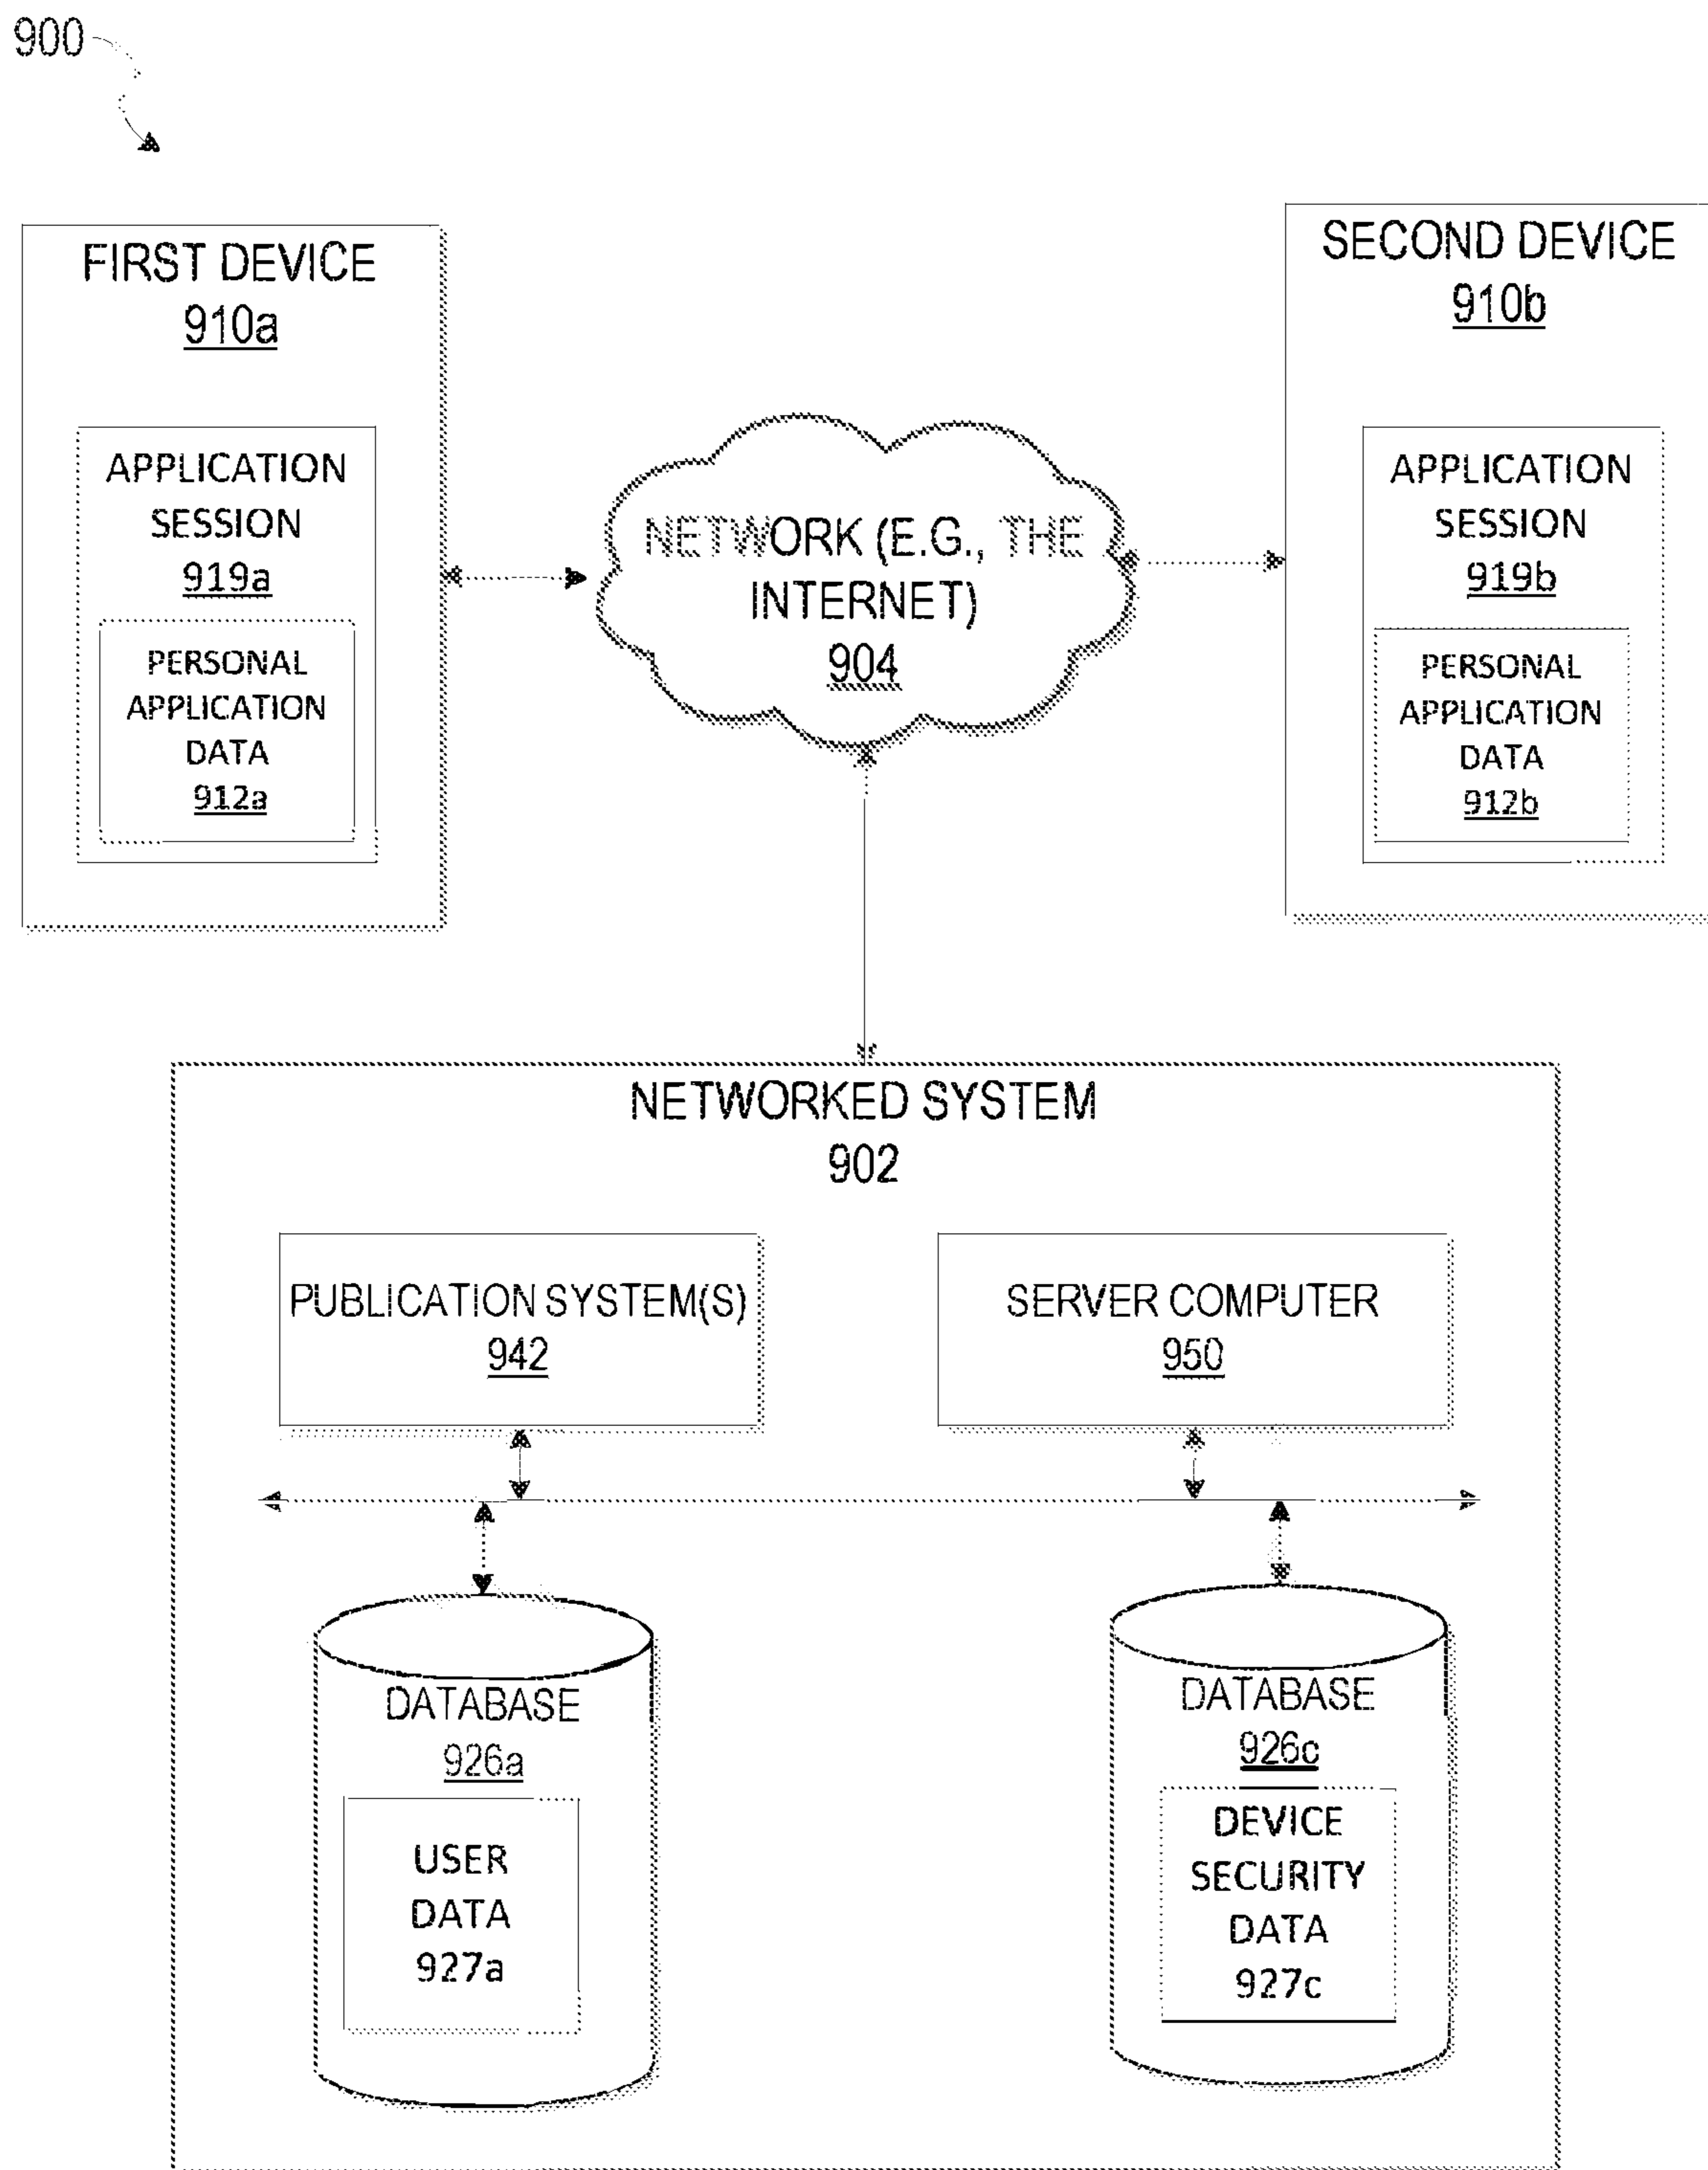 900
FIRST DEVICE
910a
APPLICATION
SESSION
919a
PERSONAL
APPLICATION
DATA
912a
NETWORK (E.G., THE
INTERNET)
904
SECOND DEVICE
910b
APPLICATION
SESSION
919b
PERSONAL
APPLICATION
DATA
912b
NETWORKED SYSTEM
902
PUBLICATION SYSTEM(S)
942
SERVER COMPUTER
950
DATABASE
926a
USER
DATA
927a
DATABASE
926c
DEVICE
SECURITY
DATA
927c